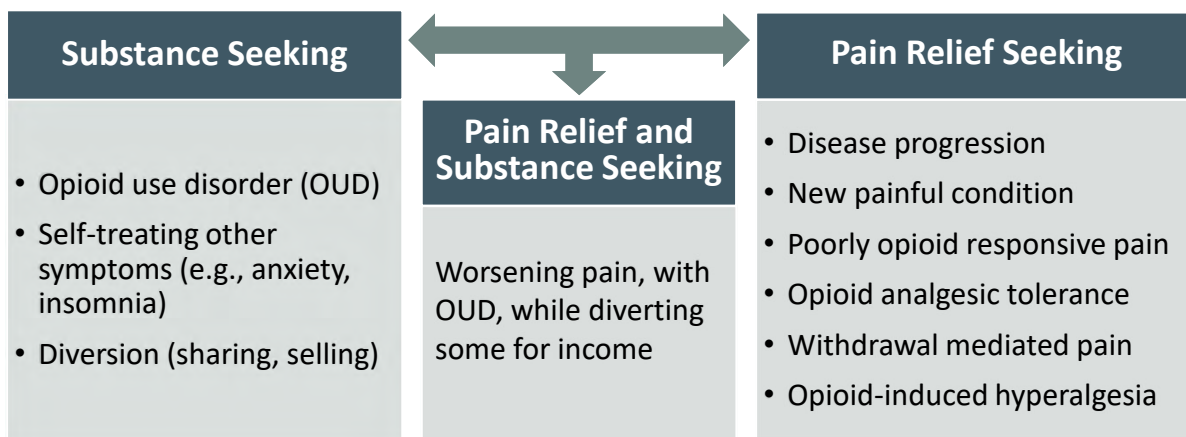 Substance Seeking
• Opioid use disorder (OUD)
• Self-treating other
symptoms (e.g., anxiety,
insomnia)
• Diversion (sharing, selling)
Pain Relief and
Substance Seeking
Worsening pain, with
OUD, while diverting
some for income
Pain Relief Seeking
• Disease progression
• New painful condition
• Poorly opioid responsive pain
• Opioid analgesic tolerance
• Withdrawal mediated pain
• Opioid-induced hyperalgesia